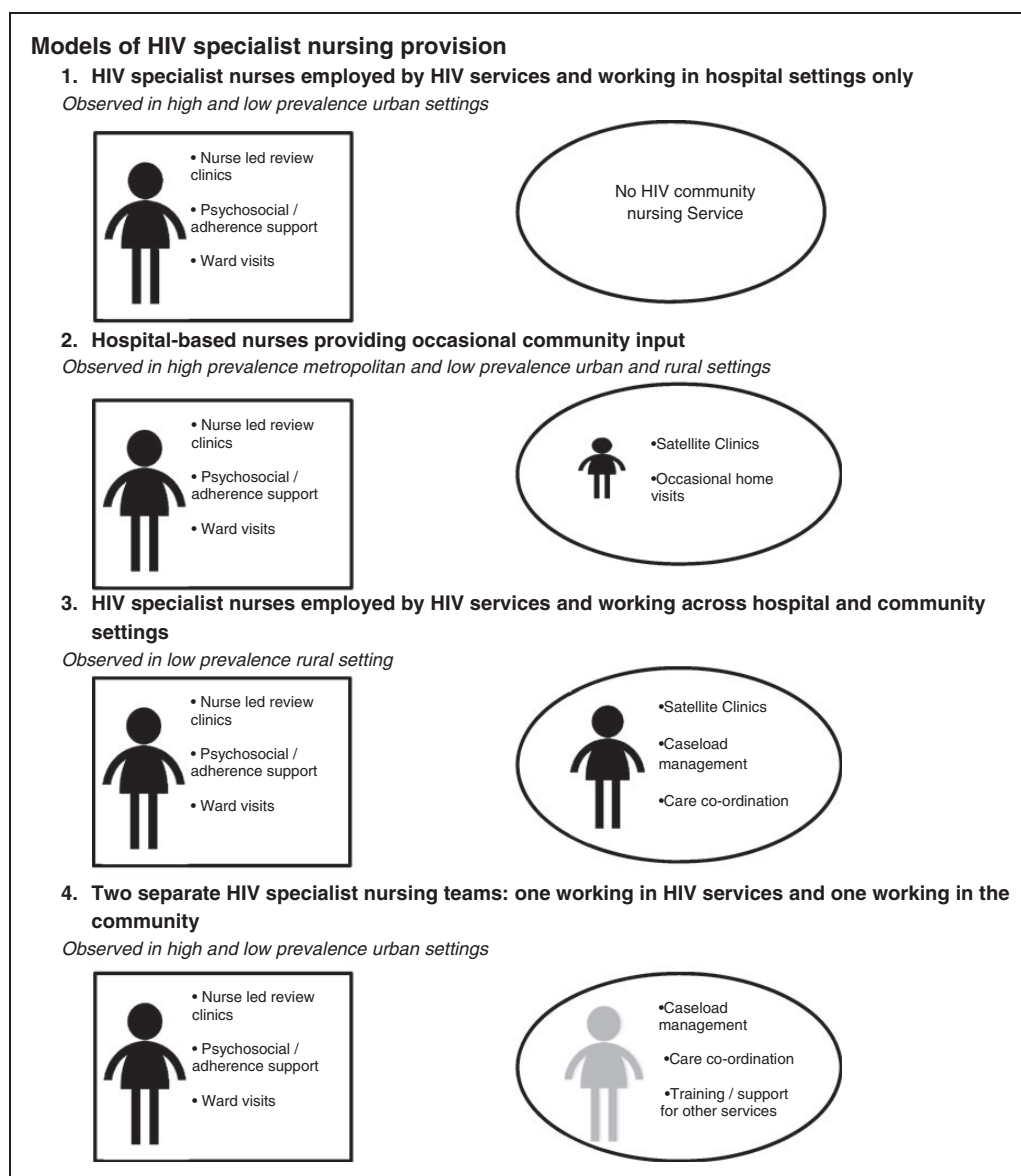 Models of HIV specialist nursing provision
1. HIV specialist nurses employed by HIV services and working in hospital settings only
Observed in high and low prevalence urban settings
• Nurse led review
clinics
• Psychosocial /
adherence support
• Ward visits
No HIV community
nursing Service
2. Hospital-based nurses providing occasional community input
Observed in high prevalence metropolitan and low prevalence urban and rural settings
• Nurse led review
clinics
• Psychosocial /
adherence support
• Ward visits
•Satellite Clinics
•Occasional home
visits
3. HIV specialist nurses employed by HIV services and working across hospital and community
settings
Observed in low prevalence rural setting
• Nurse led review
clinics
• Psychosocial /
adherence support
• Ward visits
•Satellite Clinics
•Caseload
management
•Care co-ordination
4. Two separate HIV specialist nursing teams: one working in HIV services and one working in the
community
Observed in high and low prevalence urban settings
• Nurse led review
clinics
• Psychosocial /
adherence support
• Ward visits
•Caseload
management
•Care co-ordination
•Training / support
for other services